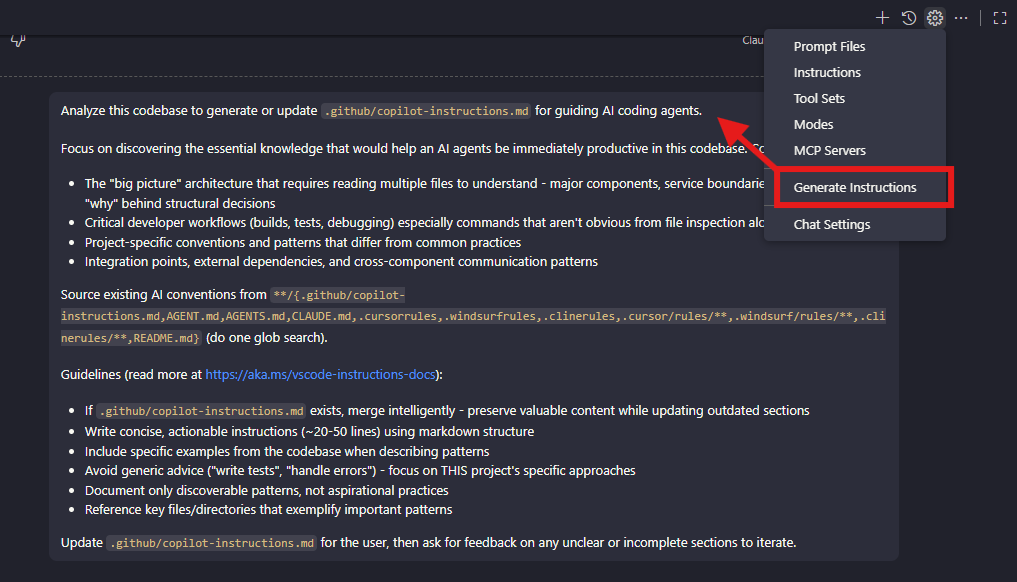 Clau
Prompt Files
Instructions
Tool Sets
Modes
MCP Servers
Generate Instructions
Chat Settings
Analyze this codebase to generate or update .github/copilot-instructions.md for guiding AI coding agents.
Focus on discovering the essential knowledge that would help an AI agents be immediately productive in this codebase.
The "big picture" architecture that requires reading multiple files to understand - major components, service boundarie
"why" behind structural decisions
Critical developer workflows (builds, tests, debugging) especially commands that aren't obvious from file inspection alo
Project-specific conventions and patterns that differ from common practices
Integration points, external dependencies, and cross-component communication patterns
Source existing AI conventions from **/{.github/copilot-
instructions.md,AGENT.md,AGENTS.md,CLAUDE.md,.cursorrules,.windsurfrules,.clinerules,.cursor/rules/**,.windsurf/rules/**,.cli
nerules/**,README.md} (do one glob search).
Guidelines (read more at https://aka.ms/vscode-instructions-docs):
If .github/copilot-instructions.md exists, merge intelligently - preserve valuable content while updating outdated sections
Write concise, actionable instructions (~20-50 lines) using markdown structure
Include specific examples from the codebase when describing patterns
Avoid generic advice ("write tests", "handle errors") - focus on THIS project's specific approaches
Document only discoverable patterns, not aspirational practices
Reference key files/directories that exemplify important patterns
Update .github/copilot-instructions.md for the user, then ask for feedback on any unclear or incomplete sections to iterate.